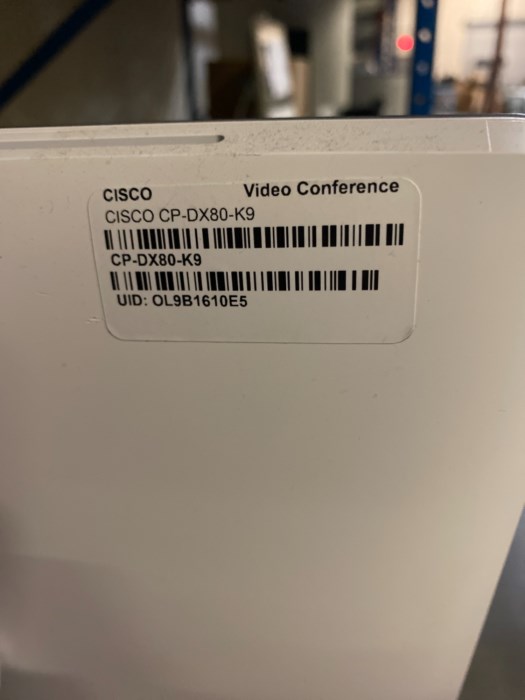 CISCO Video Conference
CISCO CP-DX80-K9
CP-DX80-K9
UID: OL9B1610E5